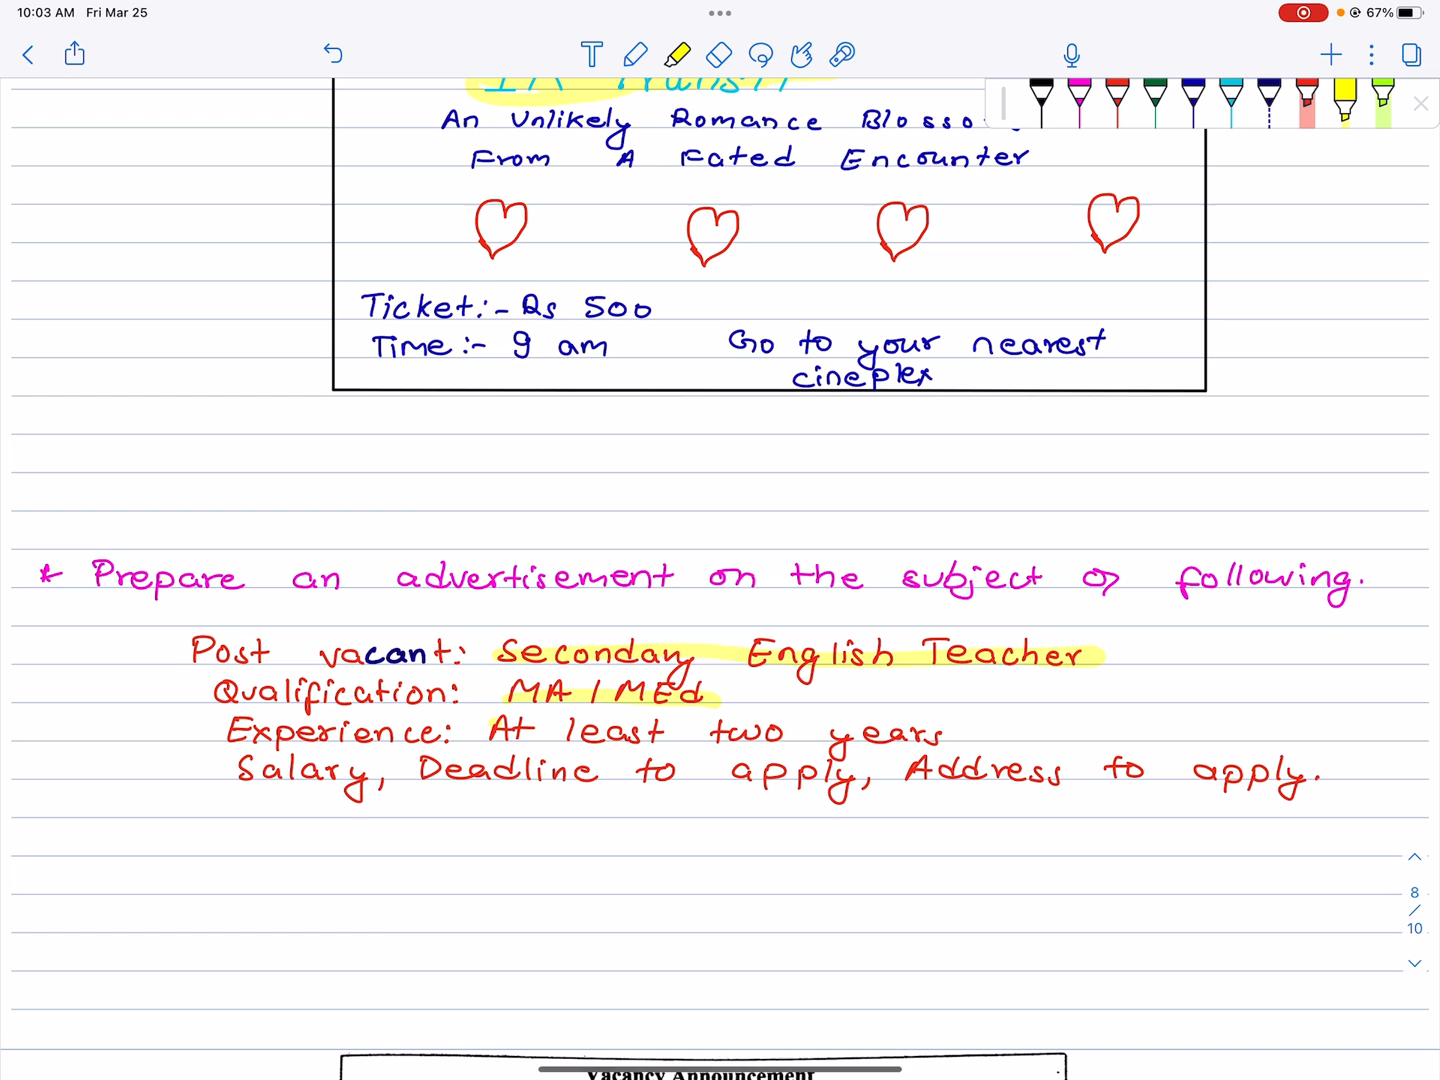 10:03 AM Fri Mar 25
67%
An Unlikely Romance
From A Fated Encounter
Ticket:- Rs 500
Time:- 9 am
Go to your nearest
cineplex
* Prepare an advertisement on the subject of following.
Post vacant: Secondary English Teacher
Qualification: MA / MEd
Experience: At least two years
Salary, Deadline to apply, Address to apply.
8
/
10
Vacancy Announcement